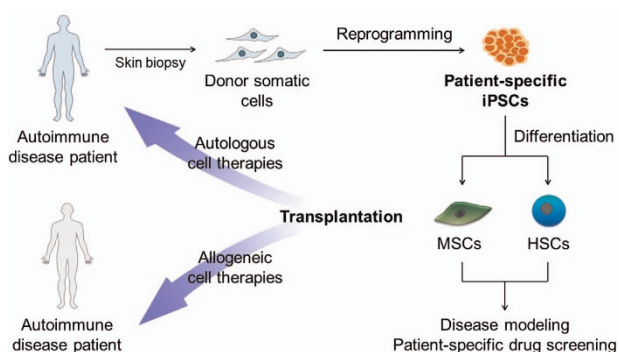 Autoimmune
disease patient
Skin biopsy
Donor somatic
cells
Reprogramming
Patient-specific
iPSCs
Differentiation
MSCs
HSCs
Disease modeling
Patient-specific drug screening
Transplantation
Autologous
cell therapies
Allogeneic
cell therapies
Autoimmune
disease patient